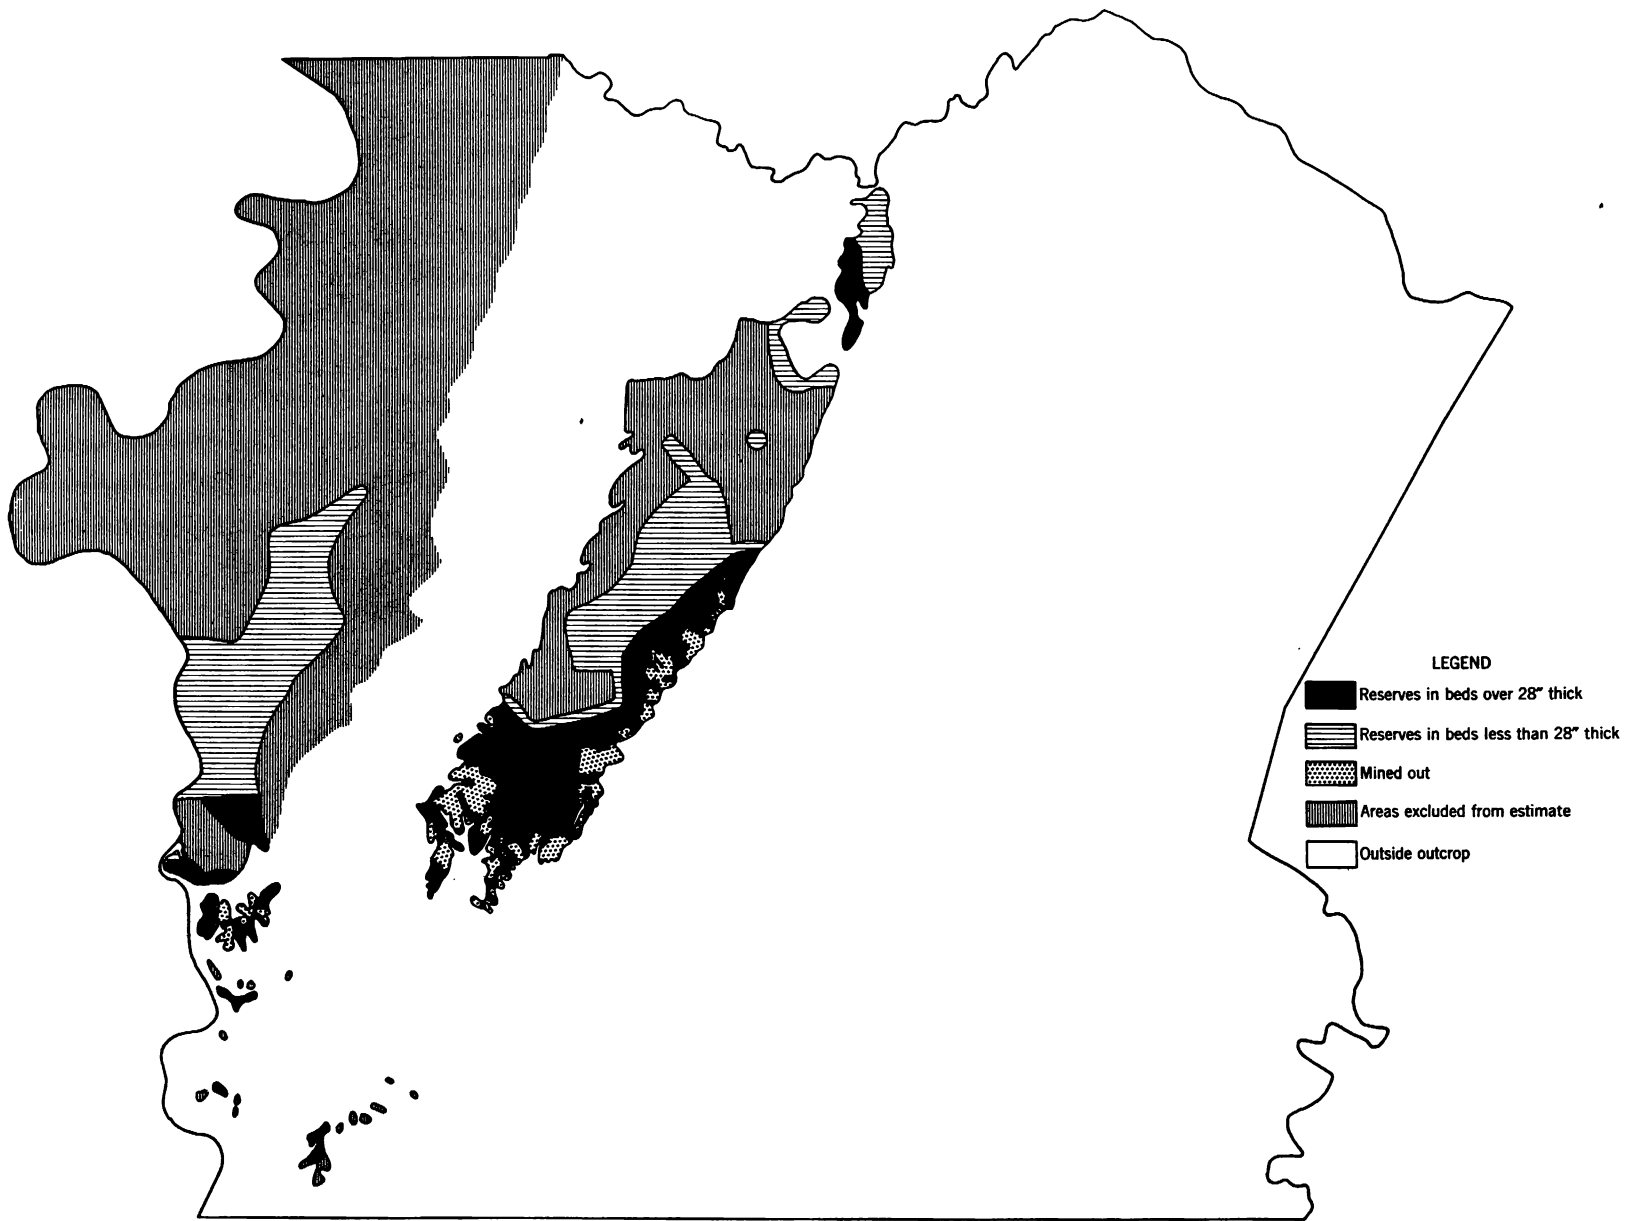 LEGEND
Reserves in beds over 28" thick
Reserves in beds less than 28" thick
Mined out
Areas excluded from estimate
Outside outcrop